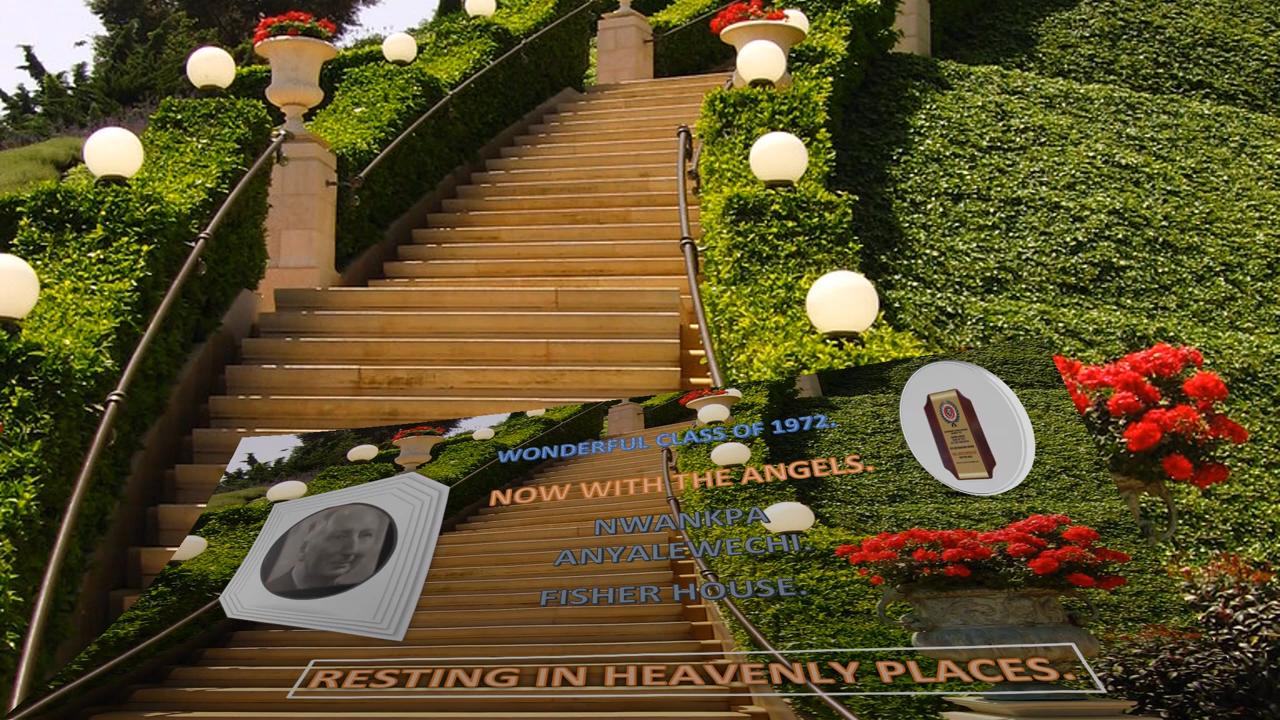 WONDERFUL CLASS OF 1972.
NOW WITH THE ANGELS.
NWANKPA
ANYALEWECHI.
FISHER HOUSE.
RESTING IN HEAVENLY PLACES.